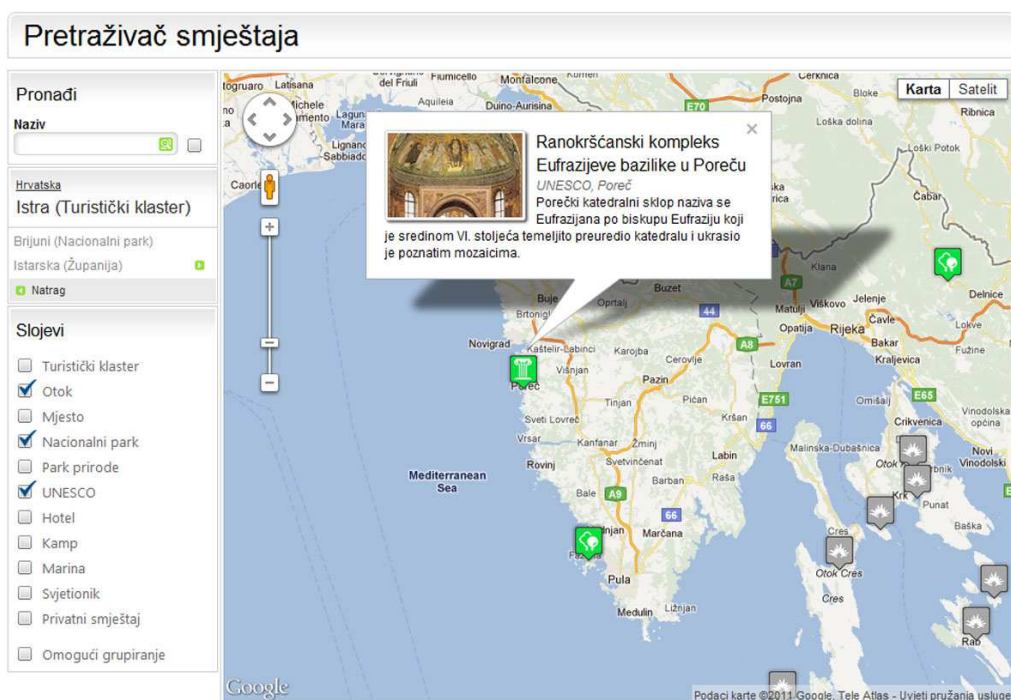 Pretraživač smještaja
Pronađi
Naziv
Hrvatska
Istra (Turistički klaster)
Brijuni (Nacionalni park)
Istarska (Županija)
Natrag
Slojevi
Turistički klaster
Otok
Mjesto
Nacionalni park
Park prirode
UNESCO
Hotel
Kamp
Marina
Svjetionik
Privatni smještaj
Omogući grupiranje
Karta
Satelit
Ranokršćanski kompleks
Eufrazijeve bazilike u Poreču
UNESCO, Poreč
Porečki katedralni sklop naziva se
Eufrazijana po biskupu Eufraziju koji
je sredinom VI. stoljeća temeljito preuredio katedralu i ukrasio
je poznatim mozaicima.
Latisana
del Friuli
Fiumicello
Monfalcone
Cerknica
Aquileia
Duino-Aurisina
E70
Postojna
Bloke
Ribnica
Loška dolina
Loški Potok
Caorle
Čabar
Klana
A7
Delnice
Buje
Oprtalj
Buzet
44
Matulji
Viškovo
Jelenje
Opatija
Rijeka
Čavle
Lokve
Bakar
Fužine
Kraljevica
Novigrad
Kaštelir-Labinci
Karojba
Cerovlje
A8
Lovran
Višnjan
Poreč
Pazin
Tinjan
Pićan
E751
Omišalj
E65
Crikvenica
Vinodolska
općina
Sveti Lovreč
Kršan
66
Vrsar
Kanfanar
Žminj
Malinska-Dubašnica
Novi
Vinodolski
Rovinj
Svetvinčenat
Labin
Mediterranean
Sea
Bale
A9
Barban
Raša
Krk
Punat
66
Marčana
Cres
Baška
Otok Cres
Pula
Cres
Medulin
Ližnjan
Rab
Google
Podaci karte ©2011 Google, Tele Atlas - Uvjeti pružanja usluge